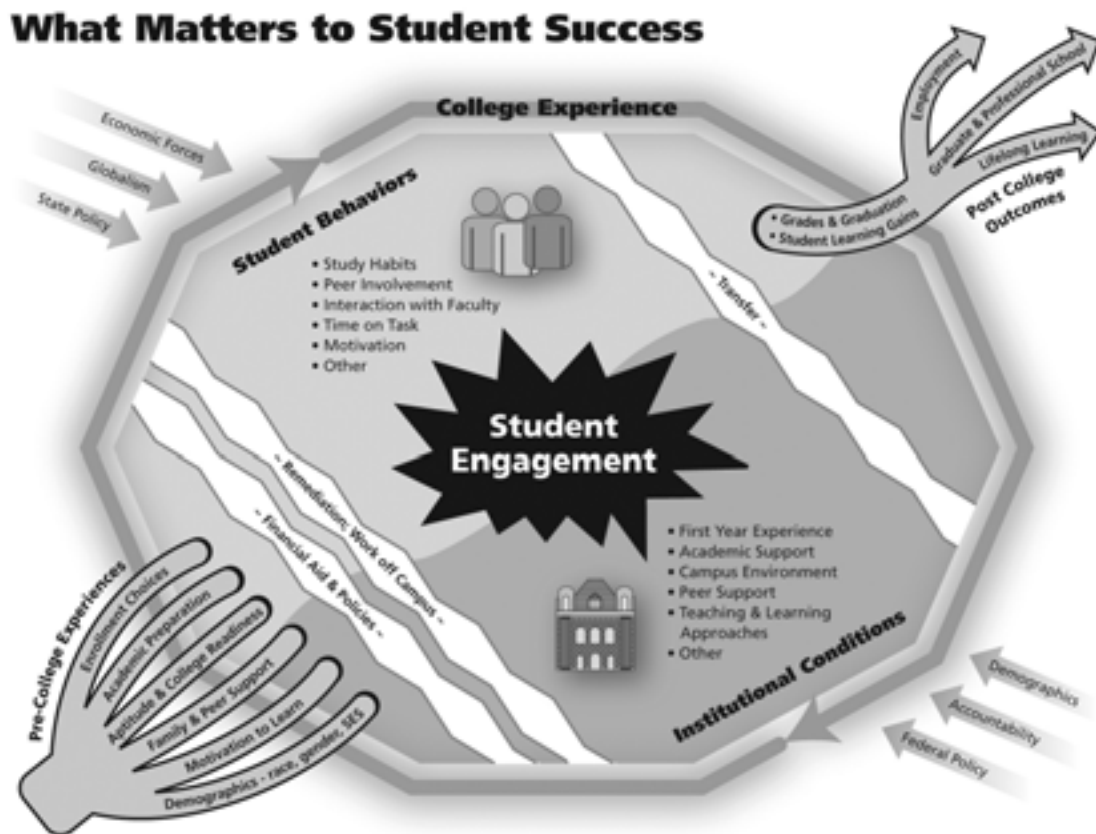 What Matters to Student Success
College Experience
Economic Forces
Globalism
State Policy
Student Behaviors
• Study Habits
• Peer Involvement
• Interaction with Faculty
• Time on Task
• Motivation
• Other
Employment
Graduate & Professional School
Lifelong Learning
• Grades & Graduation
• Student Learning Gains
Post College
Outcomes
~ Transfer ~
Student
Engagement
~ Remediation; Work off Campus ~
~ Financial Aid & Policies ~
• First Year Experience
• Academic Support
• Campus Environment
• Peer Support
• Teaching & Learning
Approaches
• Other
Institutional Conditions
Pre-College Experiences
Enrollment Choices
Academic Preparation
Aptitude & College Readiness
Family & Peer Support
Motivation to Learn
Demographics - race, gender, SES
Demographics
Accountability
Federal Policy